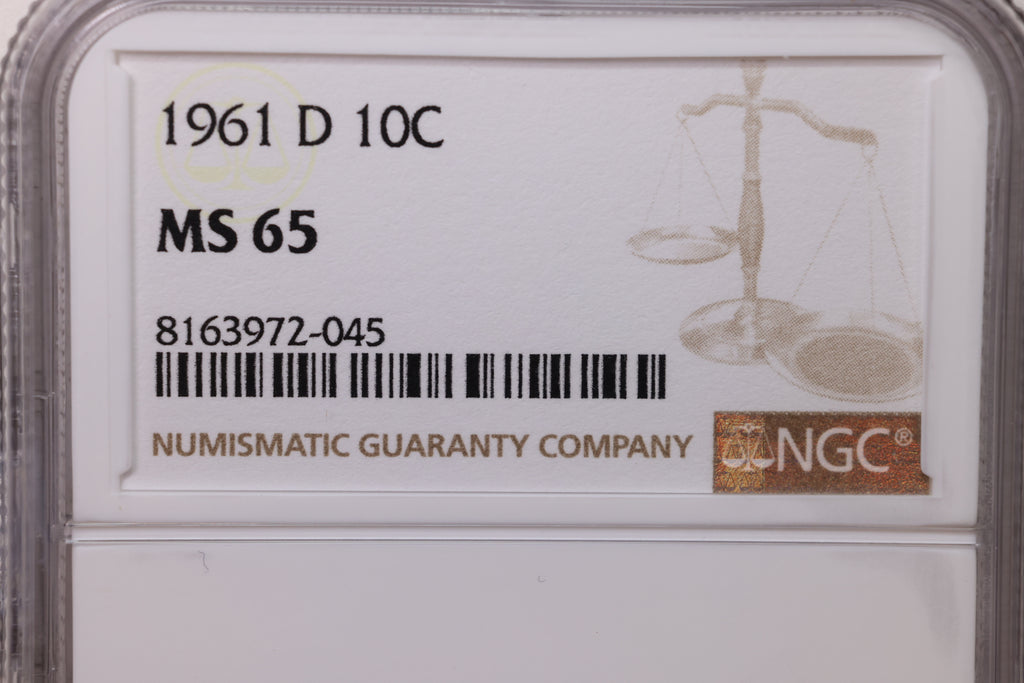 1961 D 10C
MS 65
8163972-045
NUMISMATIC GUARANTY COMPANY
NGC®